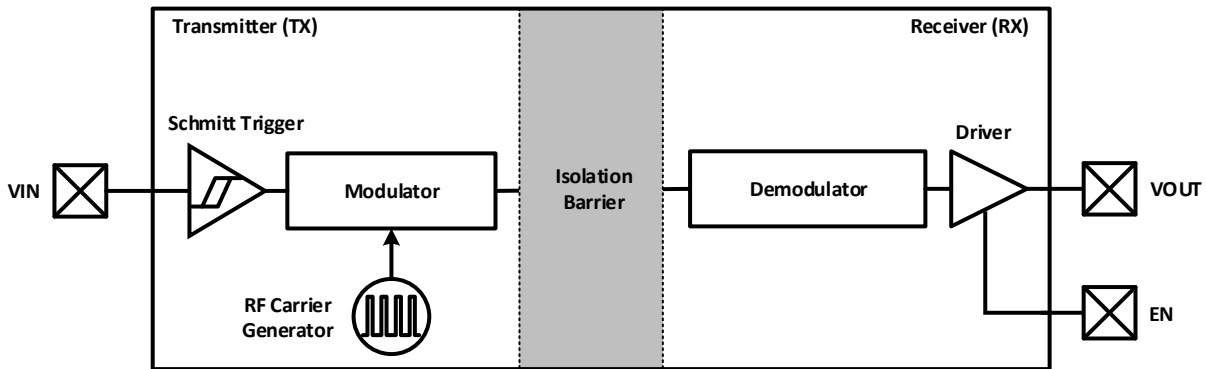 Transmitter (TX)
Receiver (RX)
Schmitt Trigger
Driver
VIN
Modulator
Isolation
Barrier
Demodulator
VOUT
RF Carrier
Generator
EN